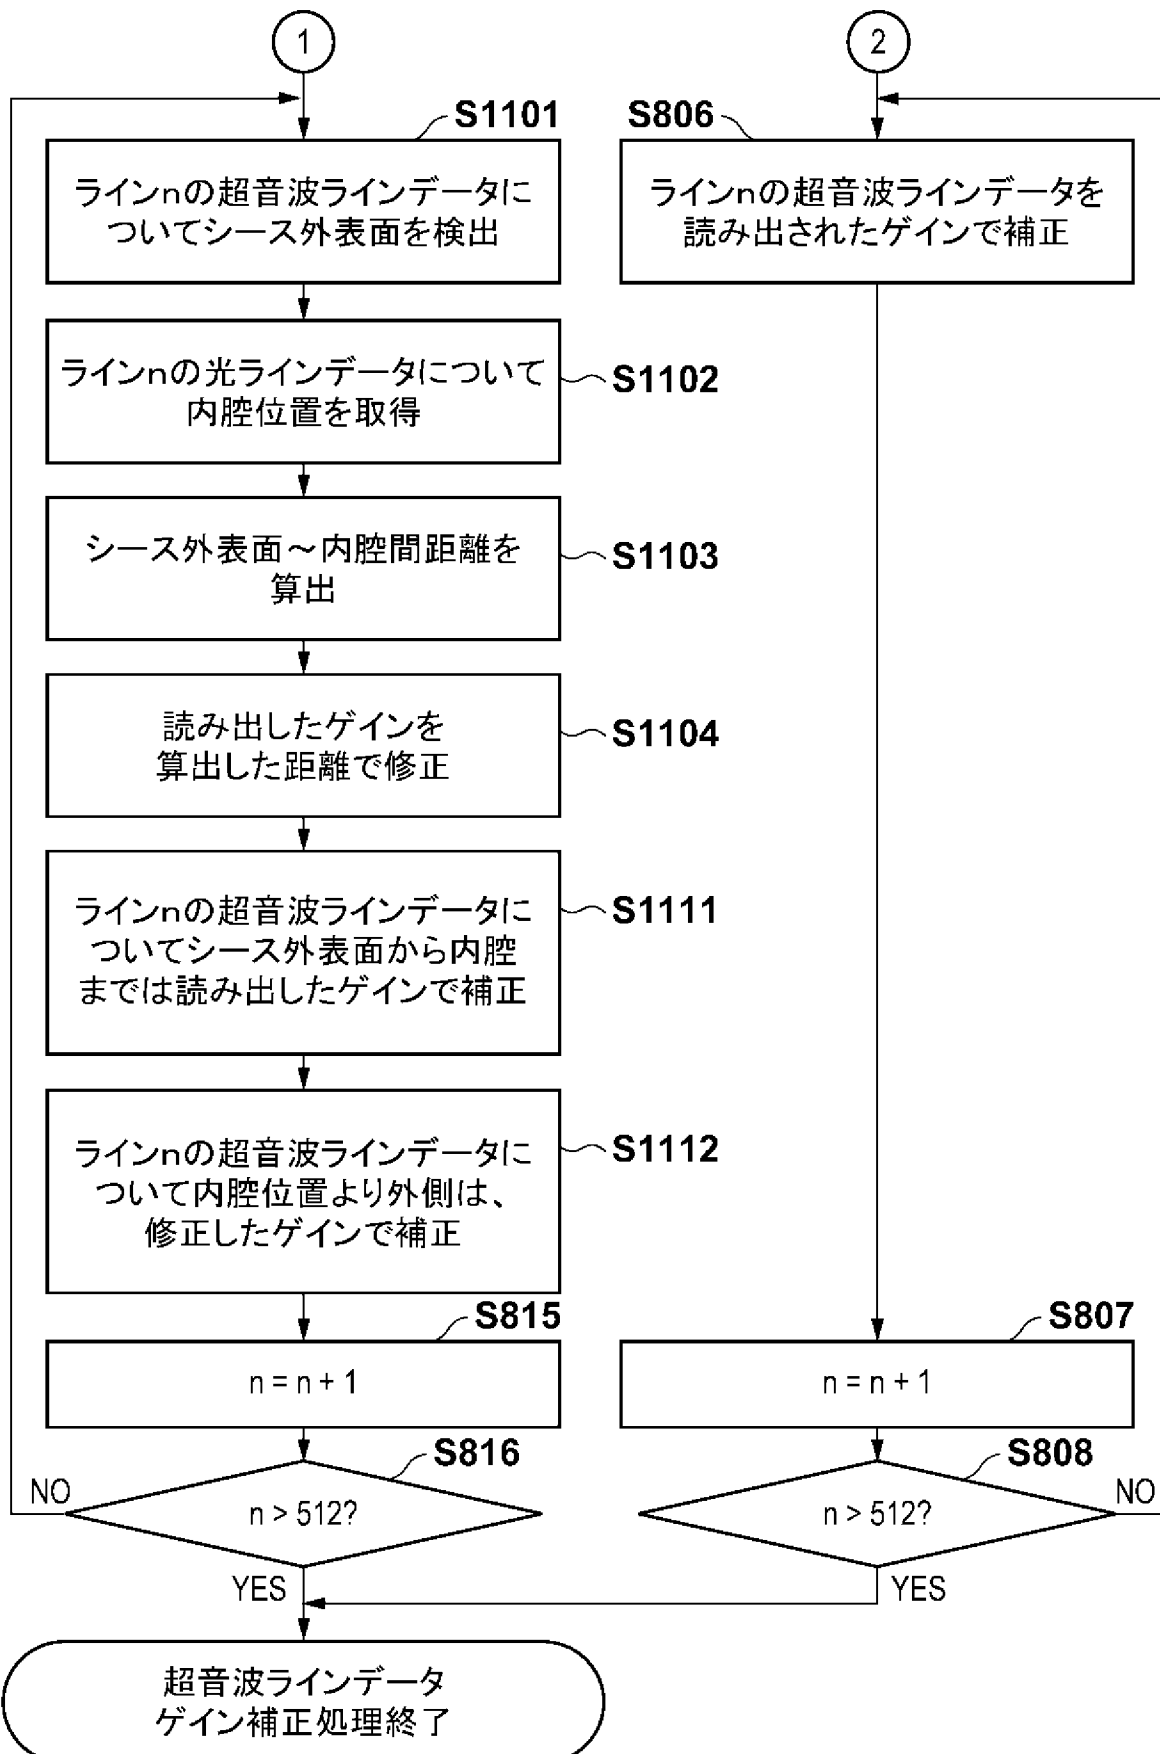 1
S1101
ラインnの超音波ラインデータに
ついてシース外表面を検出
ラインnの光ラインデータについて
内腔位置を取得
S1102
シース外表面～内腔間距離を
算出
S1103
読み出したゲインを
算出した距離で修正
S1104
ラインnの超音波ラインデータに
ついてシース外表面から内腔
までは読み出したゲインで補正
S1111
ラインnの超音波ラインデータに
ついて内腔位置より外側は、
修正したゲインで補正
S1112
S815
n = n + 1
S816
n > 512?
NO
YES
2
S806
ラインnの超音波ラインデータを
読み出されたゲインで補正
S807
n = n + 1
S808
n > 512?
NO
YES
超音波ラインデータ
ゲイン補正処理終了